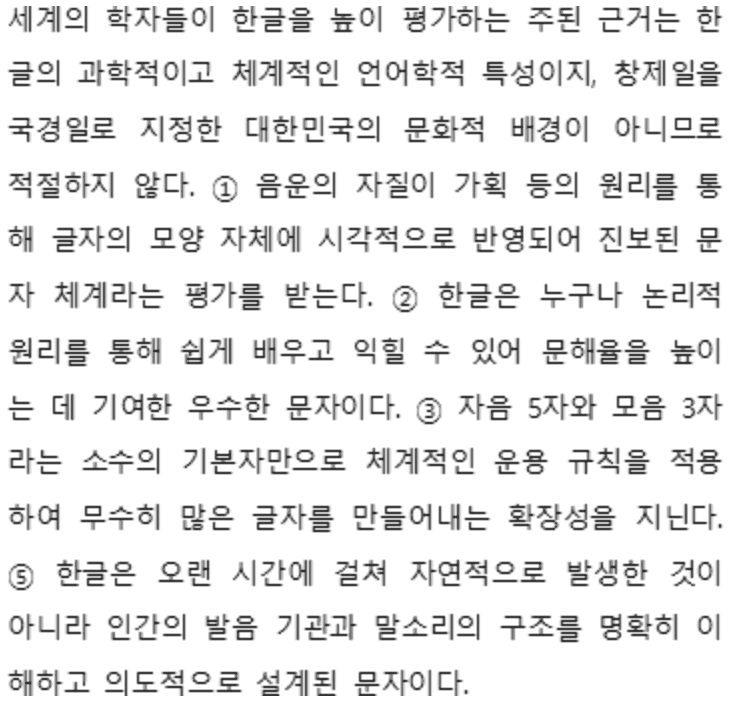 세계의 학자들이 한글을 높이 평가하는 주된 근거는 한
글의 과학적이고 체계적인 언어학적 특성이지, 창제일을
국경일로 지정한 대한민국의 문화적 배경이 아니므로
적절하지 않다. ① 음운의 자질이 가획 등의 원리를 통
해 글자의 모양 자체에 시각적으로 반영되어 진보된 문
자 체계라는 평가를 받는다. ② 한글은 누구나 논리적
원리를 통해 쉽게 배우고 익힐 수 있어 문해율을 높이
는 데 기여한 우수한 문자이다. ③ 자음 5자와 모음 3자
라는 소수의 기본자만으로 체계적인 운용 규칙을 적용
하여 무수히 많은 글자를 만들어내는 확장성을 지닌다.
⑤ 한글은 오랜 시간에 걸쳐 자연적으로 발생한 것이
아니라 인간의 발음 기관과 말소리의 구조를 명확히 이
해하고 의도적으로 설계된 문자이다.